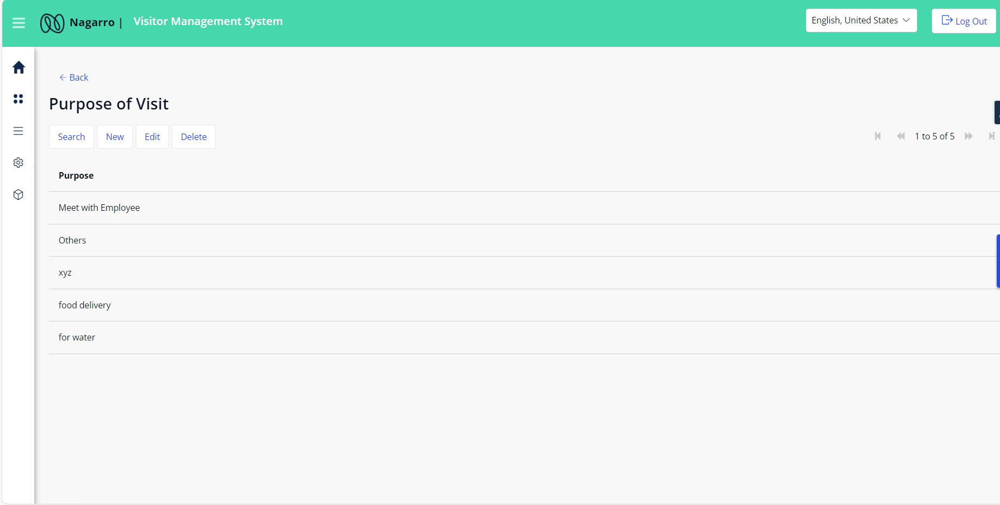 Nagarro | Visitor Management System
English, United States
Log Out
Back
Purpose of Visit
Search New Edit Delete
1 to 5 of 5
Purpose
Meet with Employee
Others
xyz
food delivery
for water